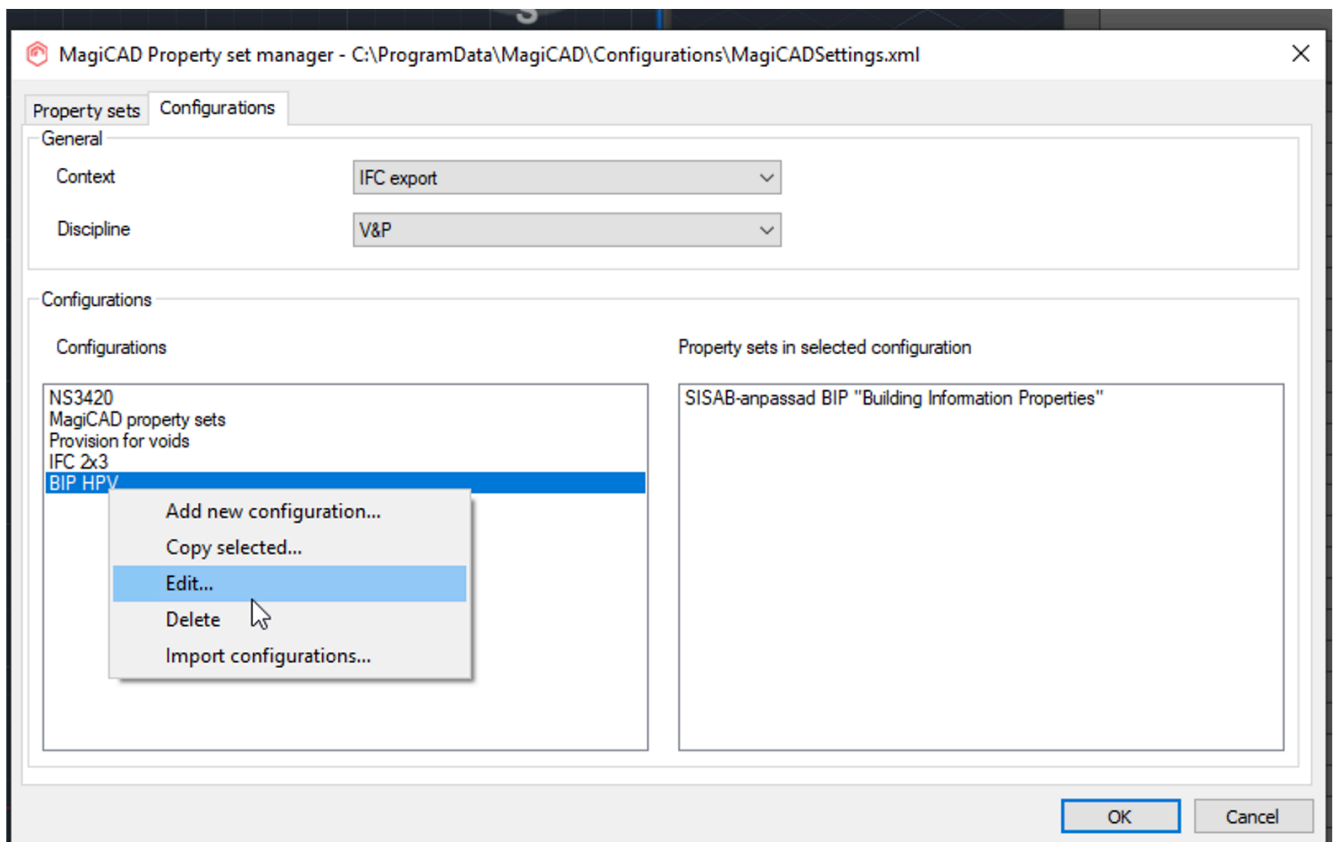 S
MagiCAD Property set manager - C:\ProgramData\MagiCAD\Configurations\MagiCADSettings.xml
Property sets
Configurations
General
Context
IFC export
Discipline
V&P
Configurations
Configurations
Property sets in selected configuration
NS3420
MagiCAD property sets
Provision for voids
IFC 2x3
BIP HPV
SISAB-anpassad BIP "Building Information Properties"
Add new configuration...
Copy selected...
Edit...
Delete
Import configurations...
OK
Cancel